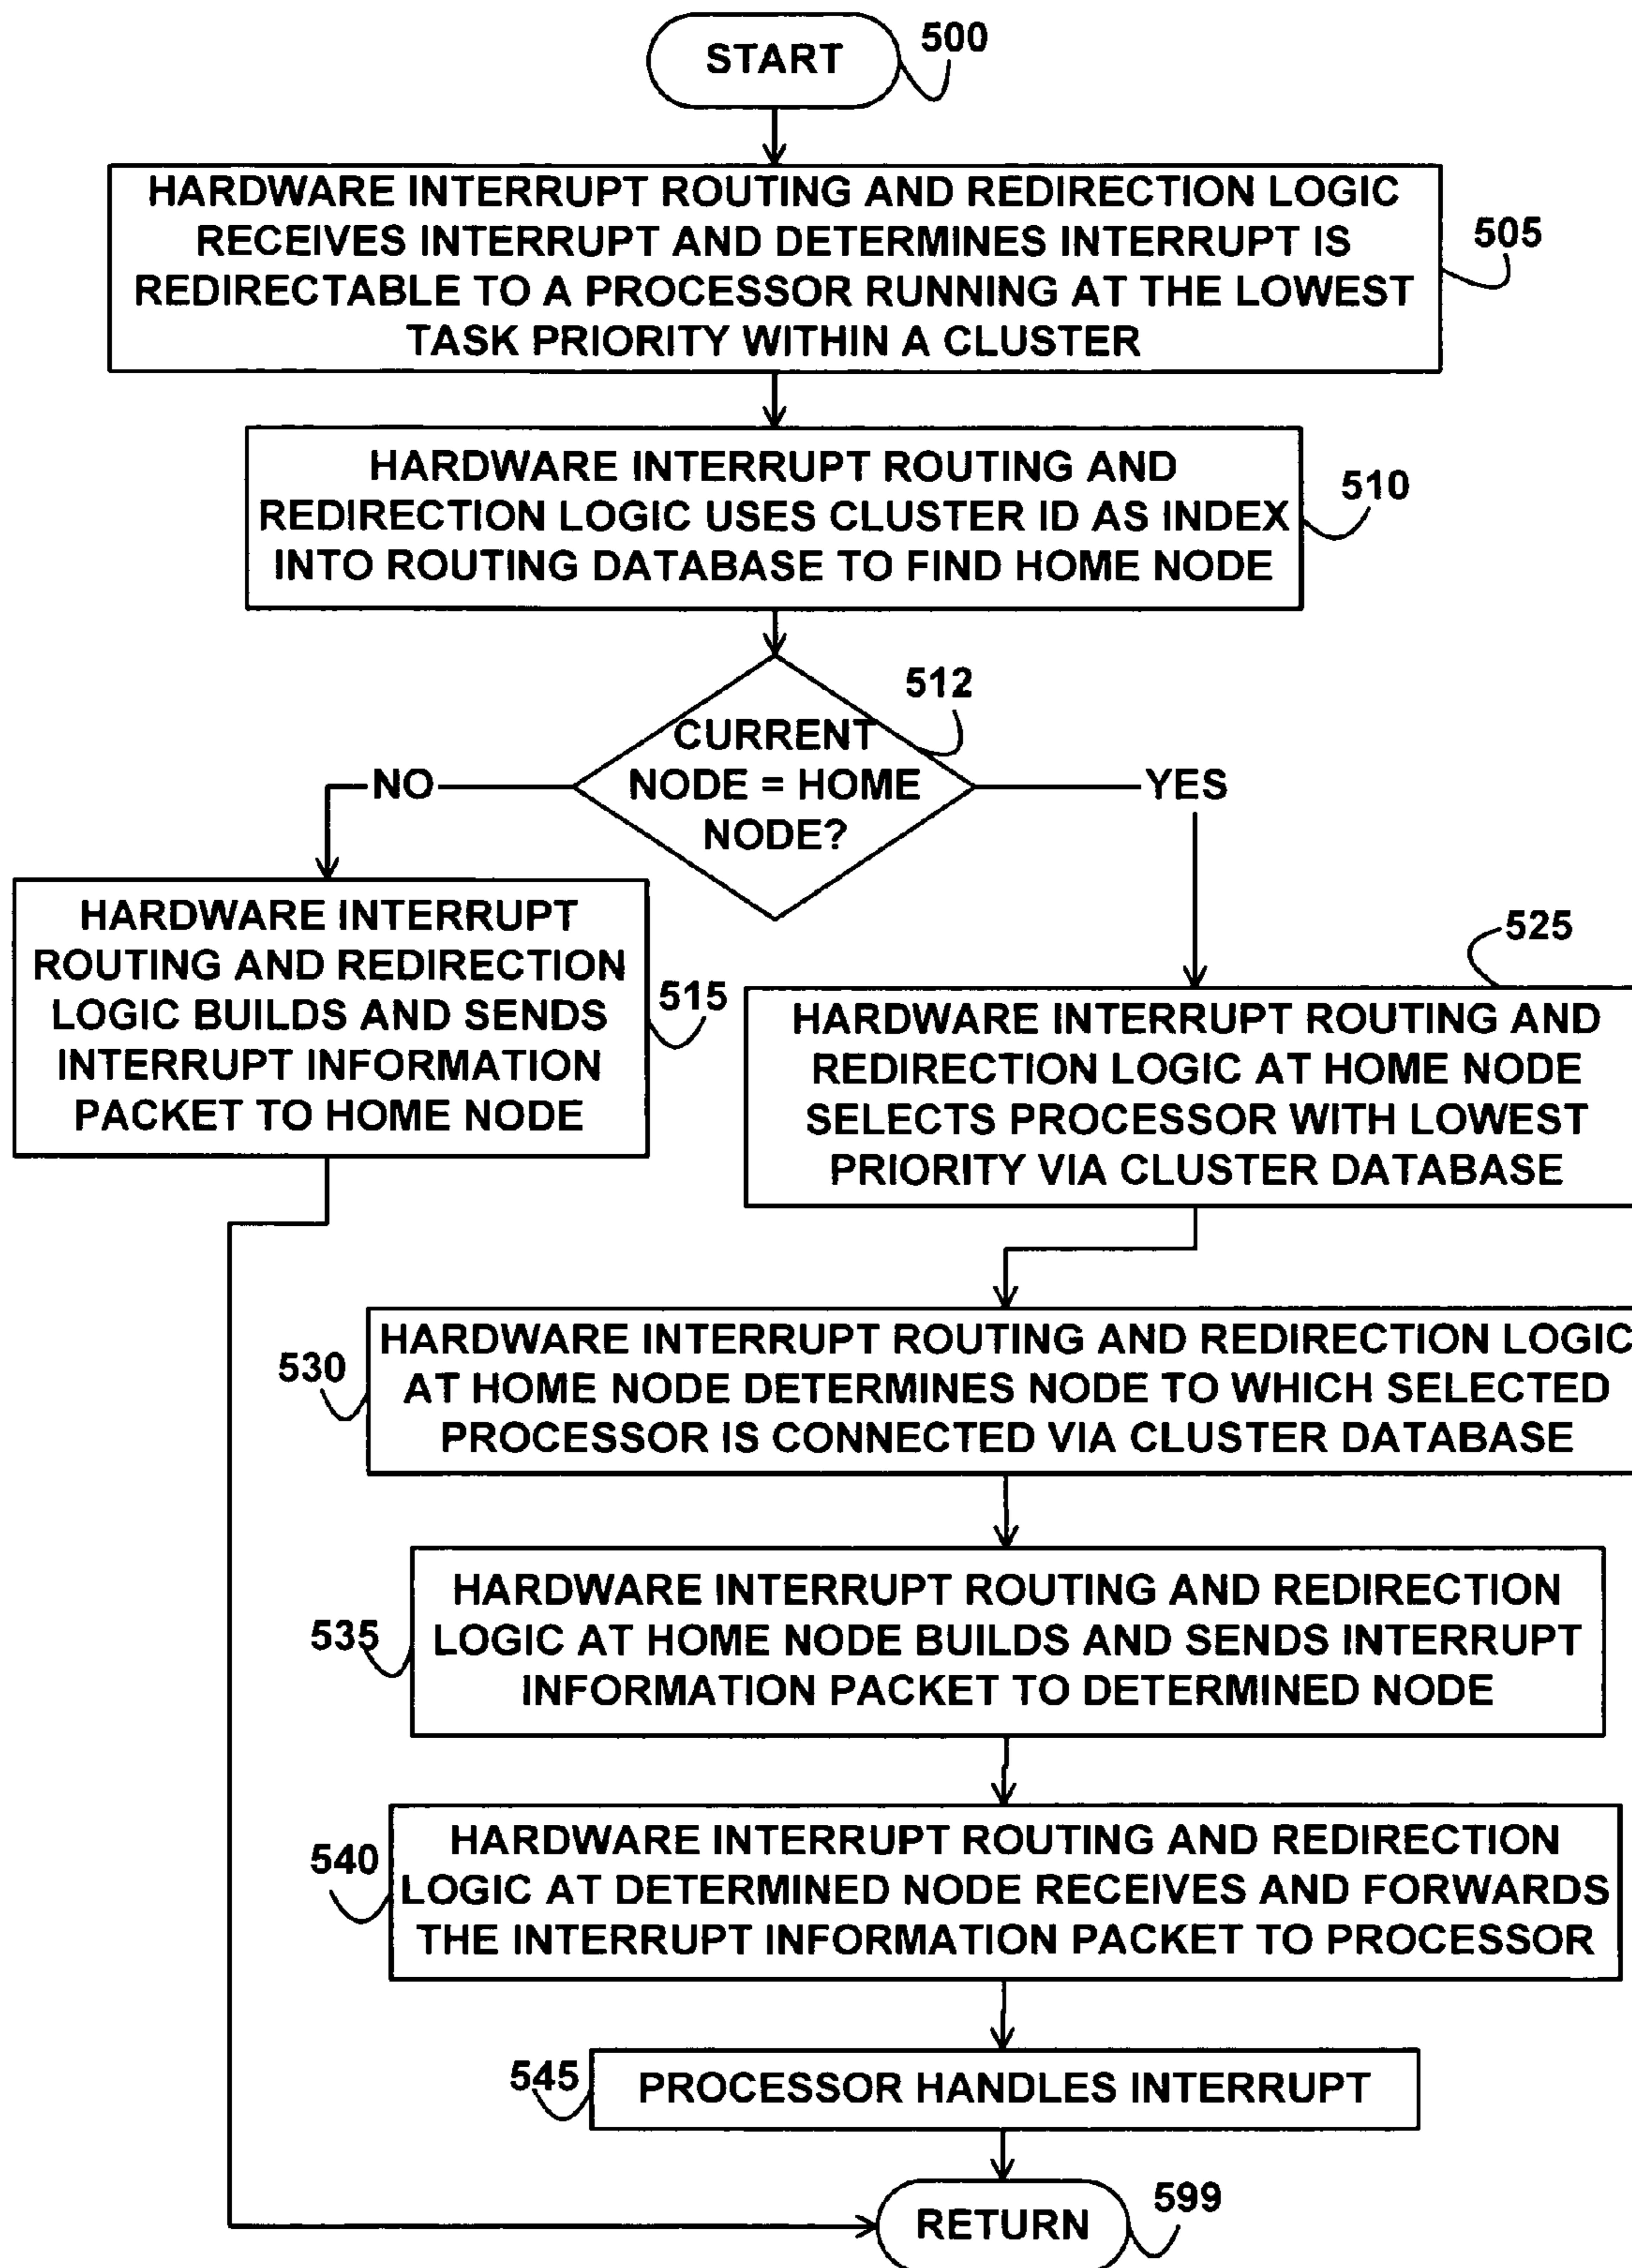 START
500
HARDWARE INTERRUPT ROUTING AND REDIRECTION LOGIC
RECEIVES INTERRUPT AND DETERMINES INTERRUPT IS
REDIRECTABLE TO A PROCESSOR RUNNING AT THE LOWEST
TASK PRIORITY WITHIN A CLUSTER
505
HARDWARE INTERRUPT ROUTING AND
REDIRECTION LOGIC USES CLUSTER ID AS INDEX
INTO ROUTING DATABASE TO FIND HOME NODE
510
CURRENT
NODE = HOME
NODE?
512
NO
YES
HARDWARE INTERRUPT
ROUTING AND REDIRECTION
LOGIC BUILDS AND SENDS
INTERRUPT INFORMATION
PACKET TO HOME NODE
515
525
HARDWARE INTERRUPT ROUTING AND
REDIRECTION LOGIC AT HOME NODE
SELECTS PROCESSOR WITH LOWEST
PRIORITY VIA CLUSTER DATABASE
530
HARDWARE INTERRUPT ROUTING AND REDIRECTION LOGIC
AT HOME NODE DETERMINES NODE TO WHICH SELECTED
PROCESSOR IS CONNECTED VIA CLUSTER DATABASE
535
HARDWARE INTERRUPT ROUTING AND REDIRECTION
LOGIC AT HOME NODE BUILDS AND SENDS INTERRUPT
INFORMATION PACKET TO DETERMINED NODE
540
HARDWARE INTERRUPT ROUTING AND REDIRECTION
LOGIC AT DETERMINED NODE RECEIVES AND FORWARDS
THE INTERRUPT INFORMATION PACKET TO PROCESSOR
545
PROCESSOR HANDLES INTERRUPT
RETURN
599